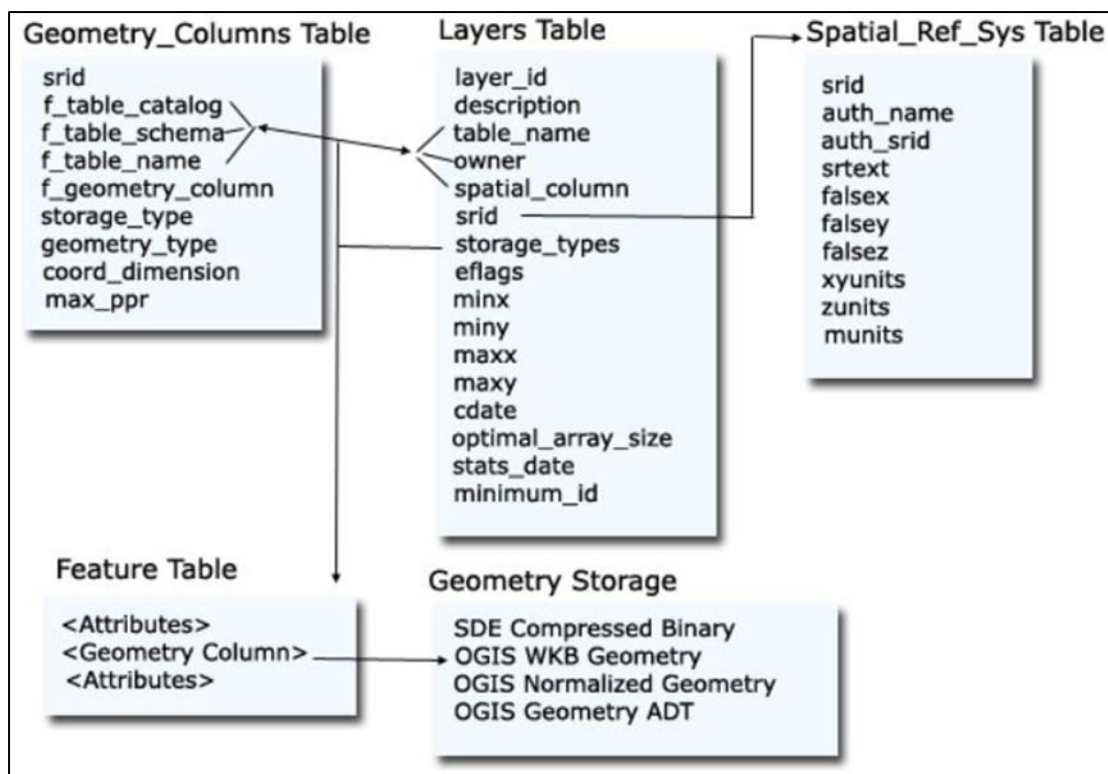 Geometry_Columns Table
srid
f_table_catalog
f_table_schema
f_table_name
f_geometry_column
storage_type
geometry_type
coord_dimension
max_ppr
Layers Table
layer_id
description
table_name
owner
spatial_column
srid
storage_types
eflags
minx
miny
maxx
maxy
cdate
optimal_array_size
stats_date
minimum_id
Spatial_Ref_Sys Table
srid
auth_name
auth_srid
srtext
falsex
falsey
falsez
xyunits
zunits
munits
Feature Table
<Attributes>
<Geometry Column>
<Attributes>
Geometry Storage
SDE Compressed Binary
OGIS WKB Geometry
OGIS Normalized Geometry
OGIS Geometry ADT